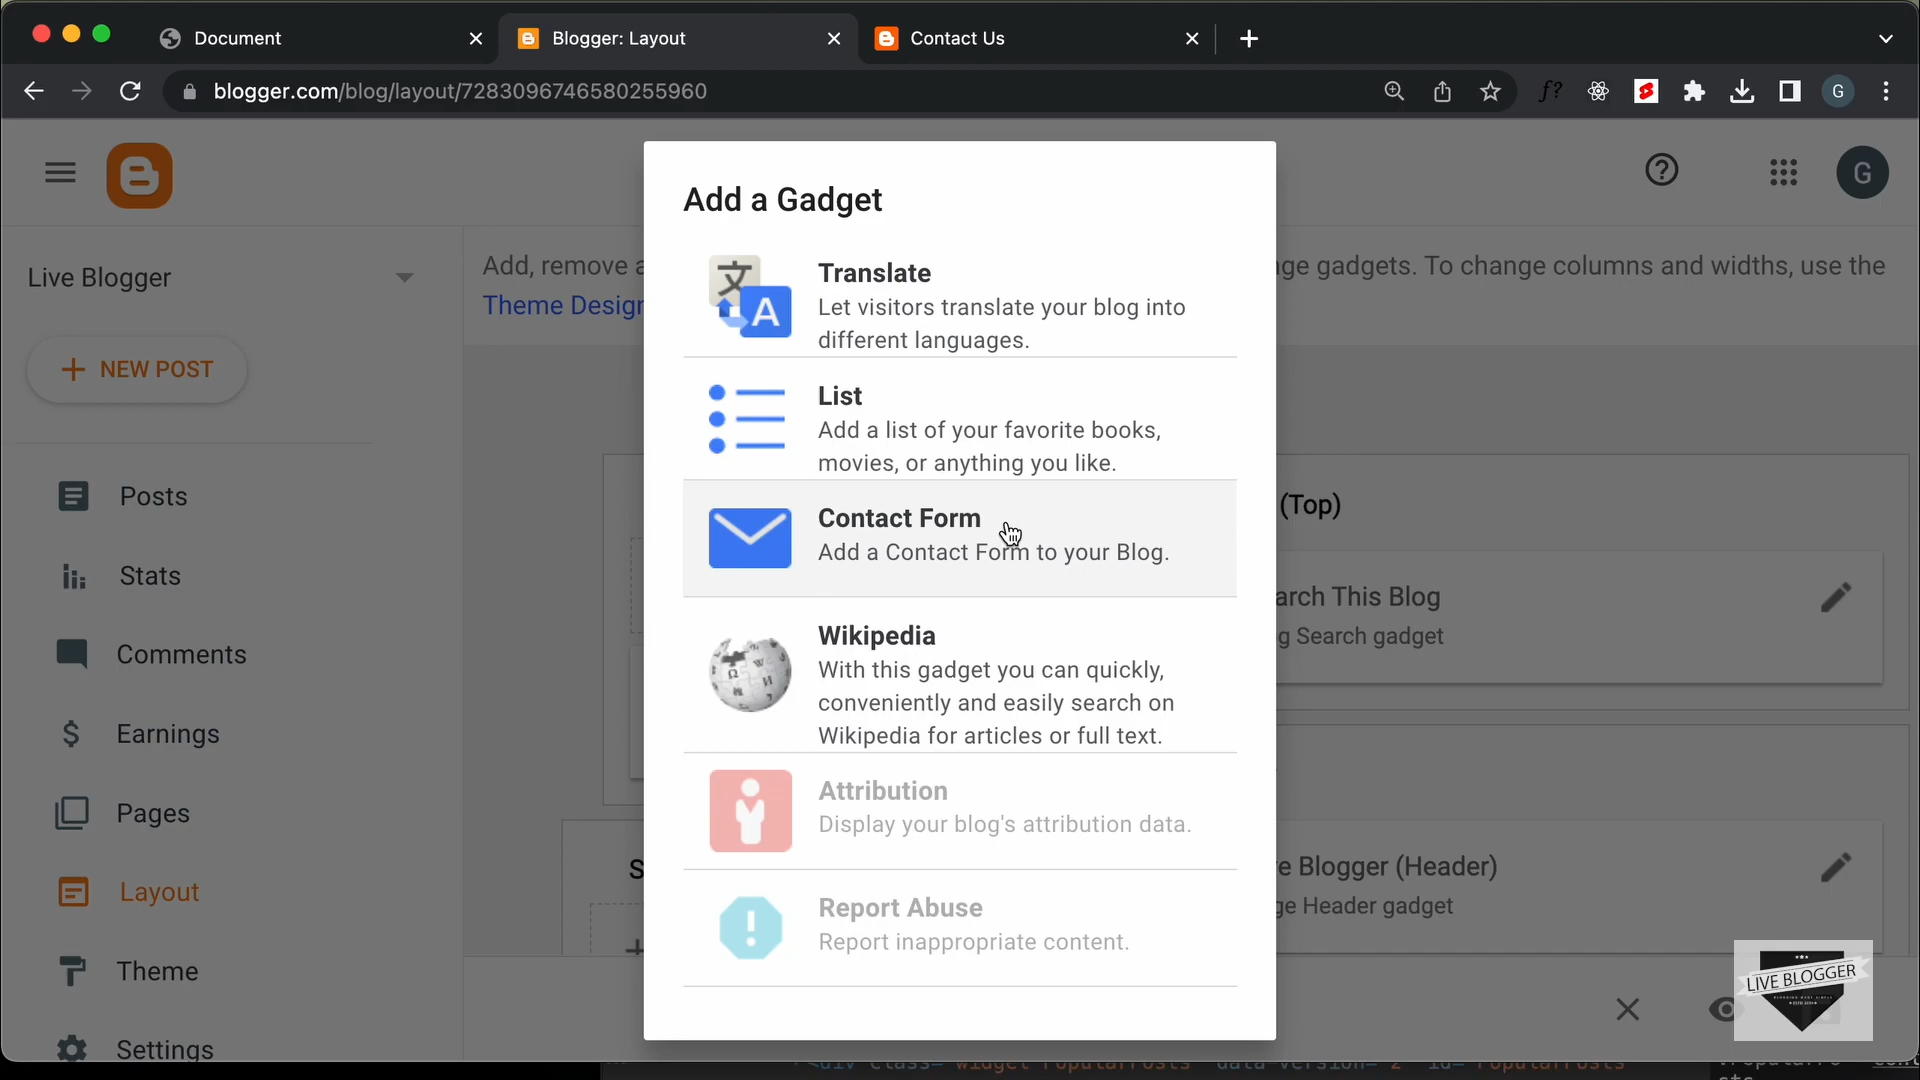 Document
Blogger: Layout
Contact Us
blogger.com/blog/layout/7283096746580255960
f?
G
G
Live Blogger
NEW POST
Posts
Stats
Comments
Earnings
Pages
Layout
Theme
Settings
Add, remove a
ge gadgets. To change columns and widths, use the
Theme Design
Add a Gadget
Translate
Let visitors translate your blog into
different languages.
List
Add a list of your favorite books,
movies, or anything you like.
Contact Form
Add a Contact Form to your Blog.
Wikipedia
With this gadget you can quickly,
conveniently and easily search on
Wikipedia for articles or full text.
Attribution
Display your blog's attribution data.
Report Abuse
Report inappropriate content.
(Top)
arch This Blog
g Search gadget
e Blogger (Header)
ge Header gadget
LIVE BLOGGER